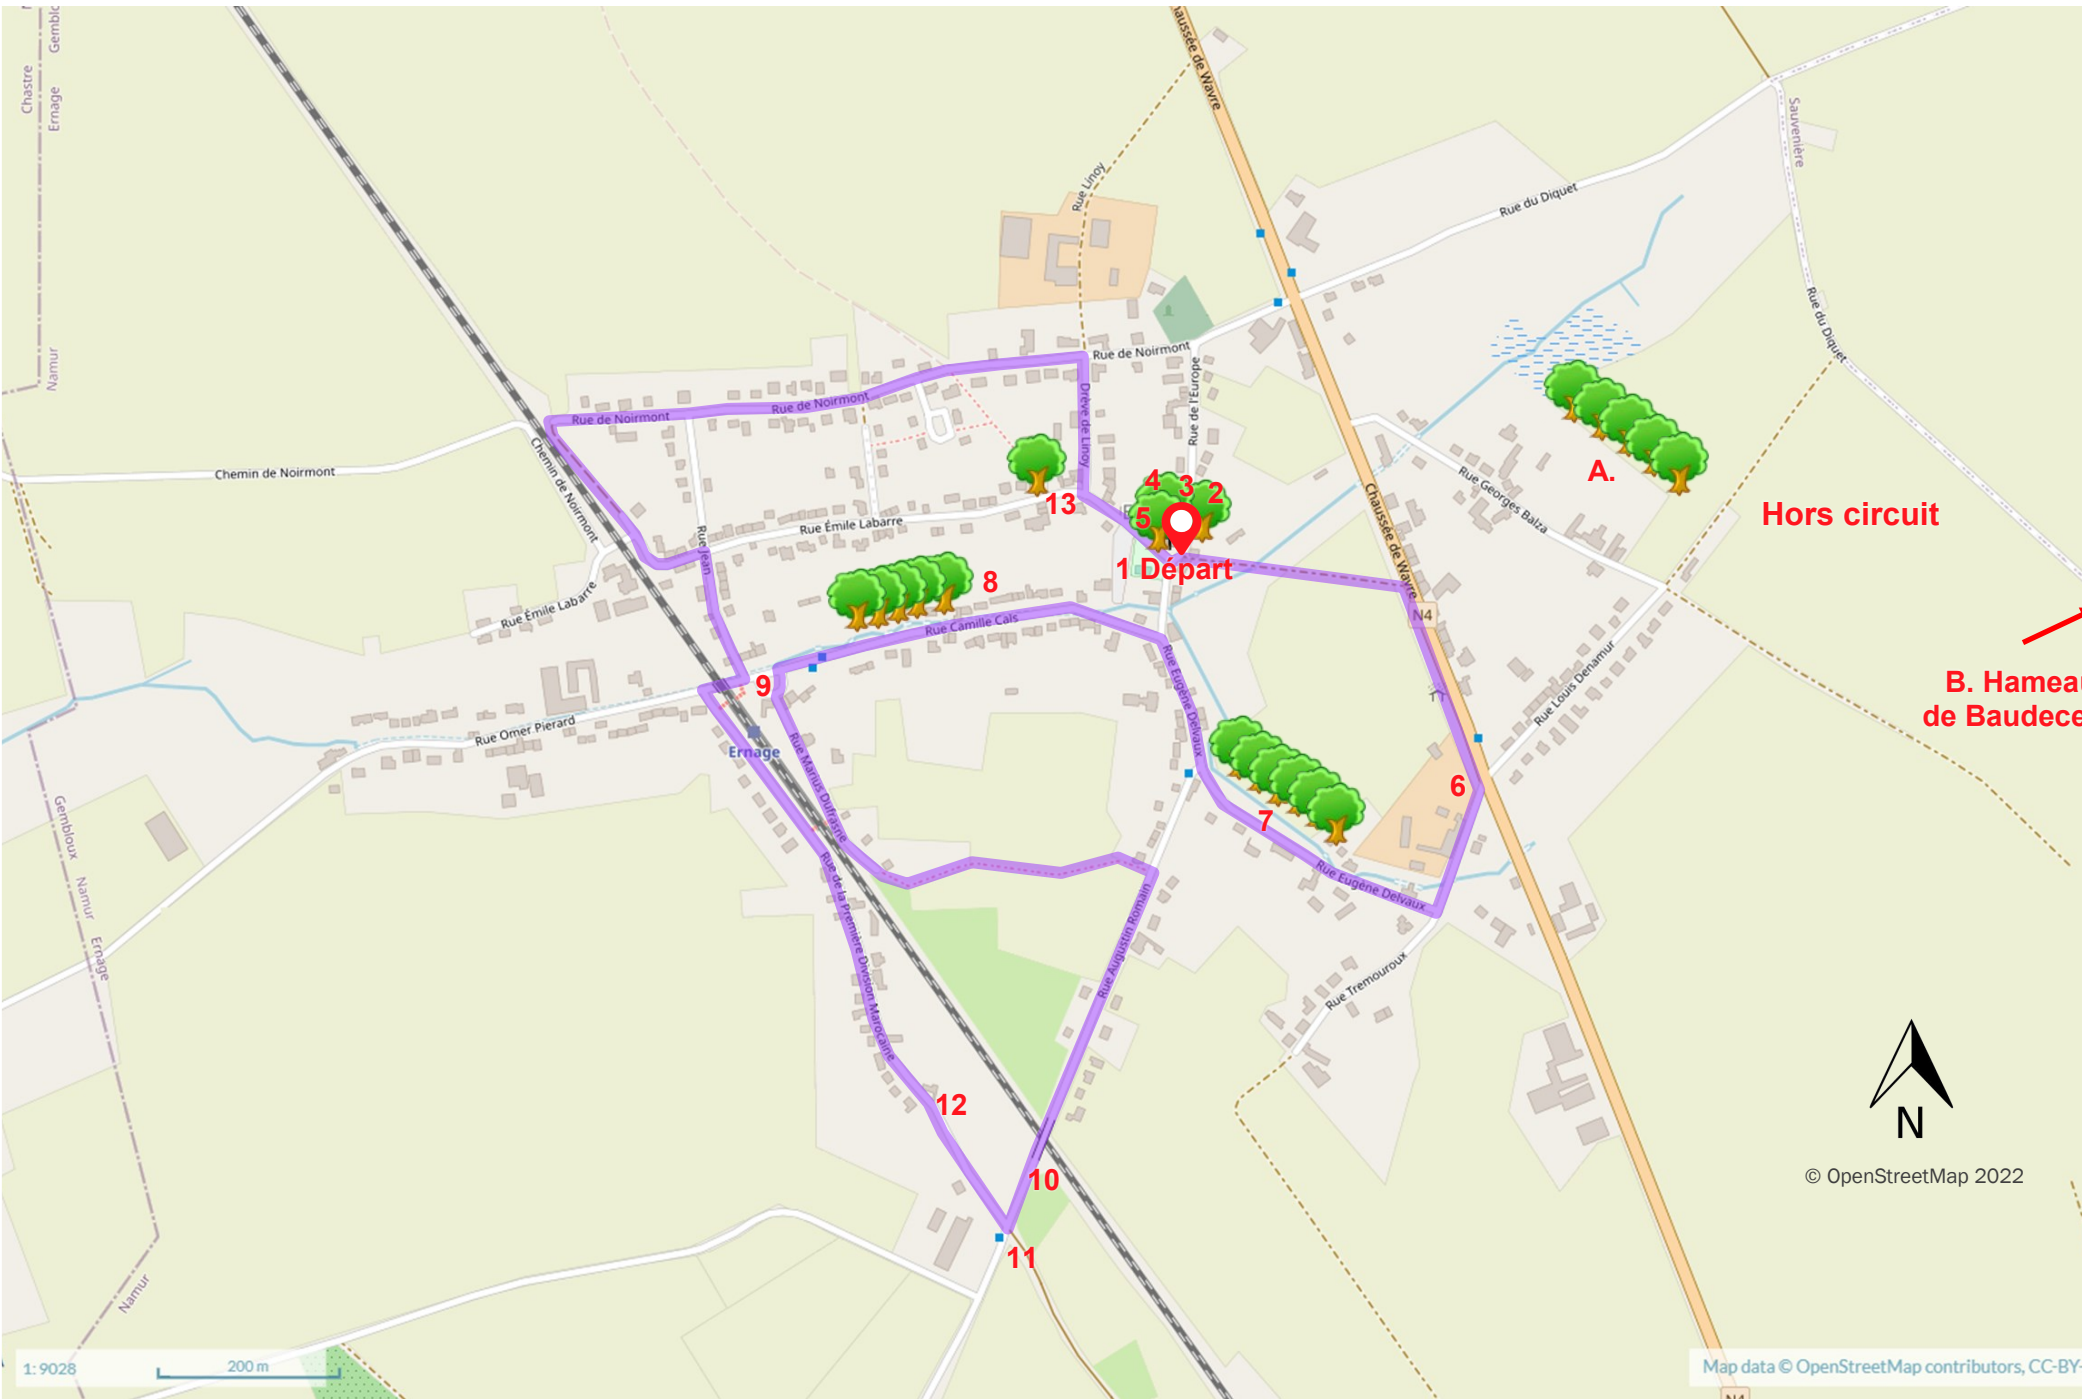 Chastre
Gemblo
Ernage
Namur
Chaussée de Wavre
Rue Linoy
Rue du Diquet
Sauvenière
Rue du Diquet
Rue de Noirmont
Rue de l'Europe
Drève de Linoy
Rue de Noirmont
Rue de Noirmont
Chemin de Noirmont
Chemin de Noirmont
Rue Jean
Rue Émile Labarre
Rue Émile Labarre
13
4
3
2
5
1 Départ
A.
Hors circuit
Rue Georges Balza
Chaussée de Wavre
N4
8
Rue Camille Cals
9
Rue Omer Pierard
Ernage
Rue Eugène Delvaux
Rue Louis Denamur
B. Hameau
de Baudece
Rue Marius Dufrasne
6
7
Rue Eugène Delvaux
Gembloux
Namur
Ernage
Rue de la Première Division Marocaine
Rue Augustin Romain
Rue Tremouroux
12
10
11
N
© OpenStreetMap 2022
Namur
1:9028
200 m
Map data © OpenStreetMap contributors, CC-BY-
N4